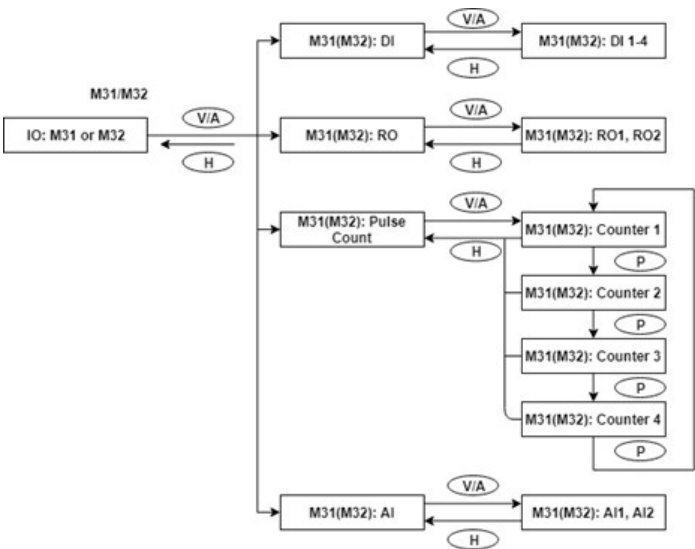 V/A
M31(M32): DI
M31(M32): DI 1-4
H
M31/M32
V/A
V/A
IO: M31 or M32
M31(M32): RO
M31(M32): RO1, RO2
H
H
V/A
M31(M32): Pulse
Count
M31(M32): Counter 1
H
P
M31(M32): Counter 2
P
M31(M32): Counter 3
P
M31(M32): Counter 4
P
V/A
M31(M32): AI
M31(M32): AI1, AI2
H